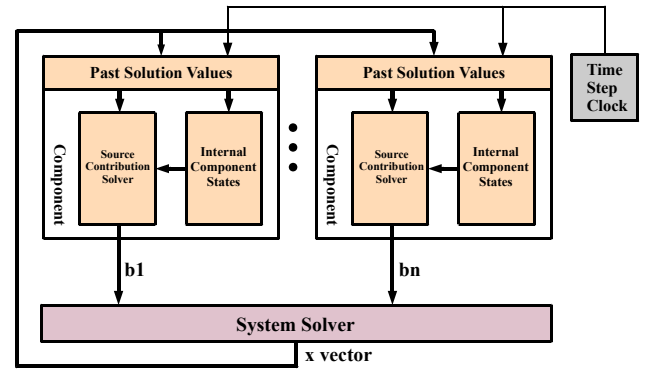 Past Solution Values
Past Solution Values
Time
Step
Clock
Component
Source
Contribution
Solver
Internal
Component
States
Component
Source
Contribution
Solver
Internal
Component
States
b1
bn
System Solver
x vector